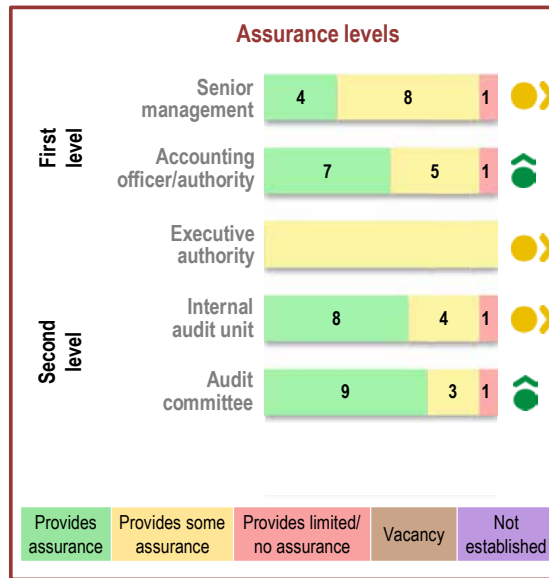 Assurance levels
First
level
Senior
management
4 8 1
Accounting
officer/authority
7 5 1
Second
level
Executive
authority
Internal
audit unit
8 4 1
Audit
committee
9 3 1
Provides
assurance
Provides some
assurance
Provides limited/
no assurance
Vacancy
Not
established